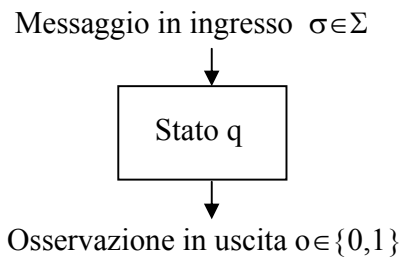 Messaggio in ingresso σ∈Σ
Stato q
Osservazione in uscita o∈{0,1}